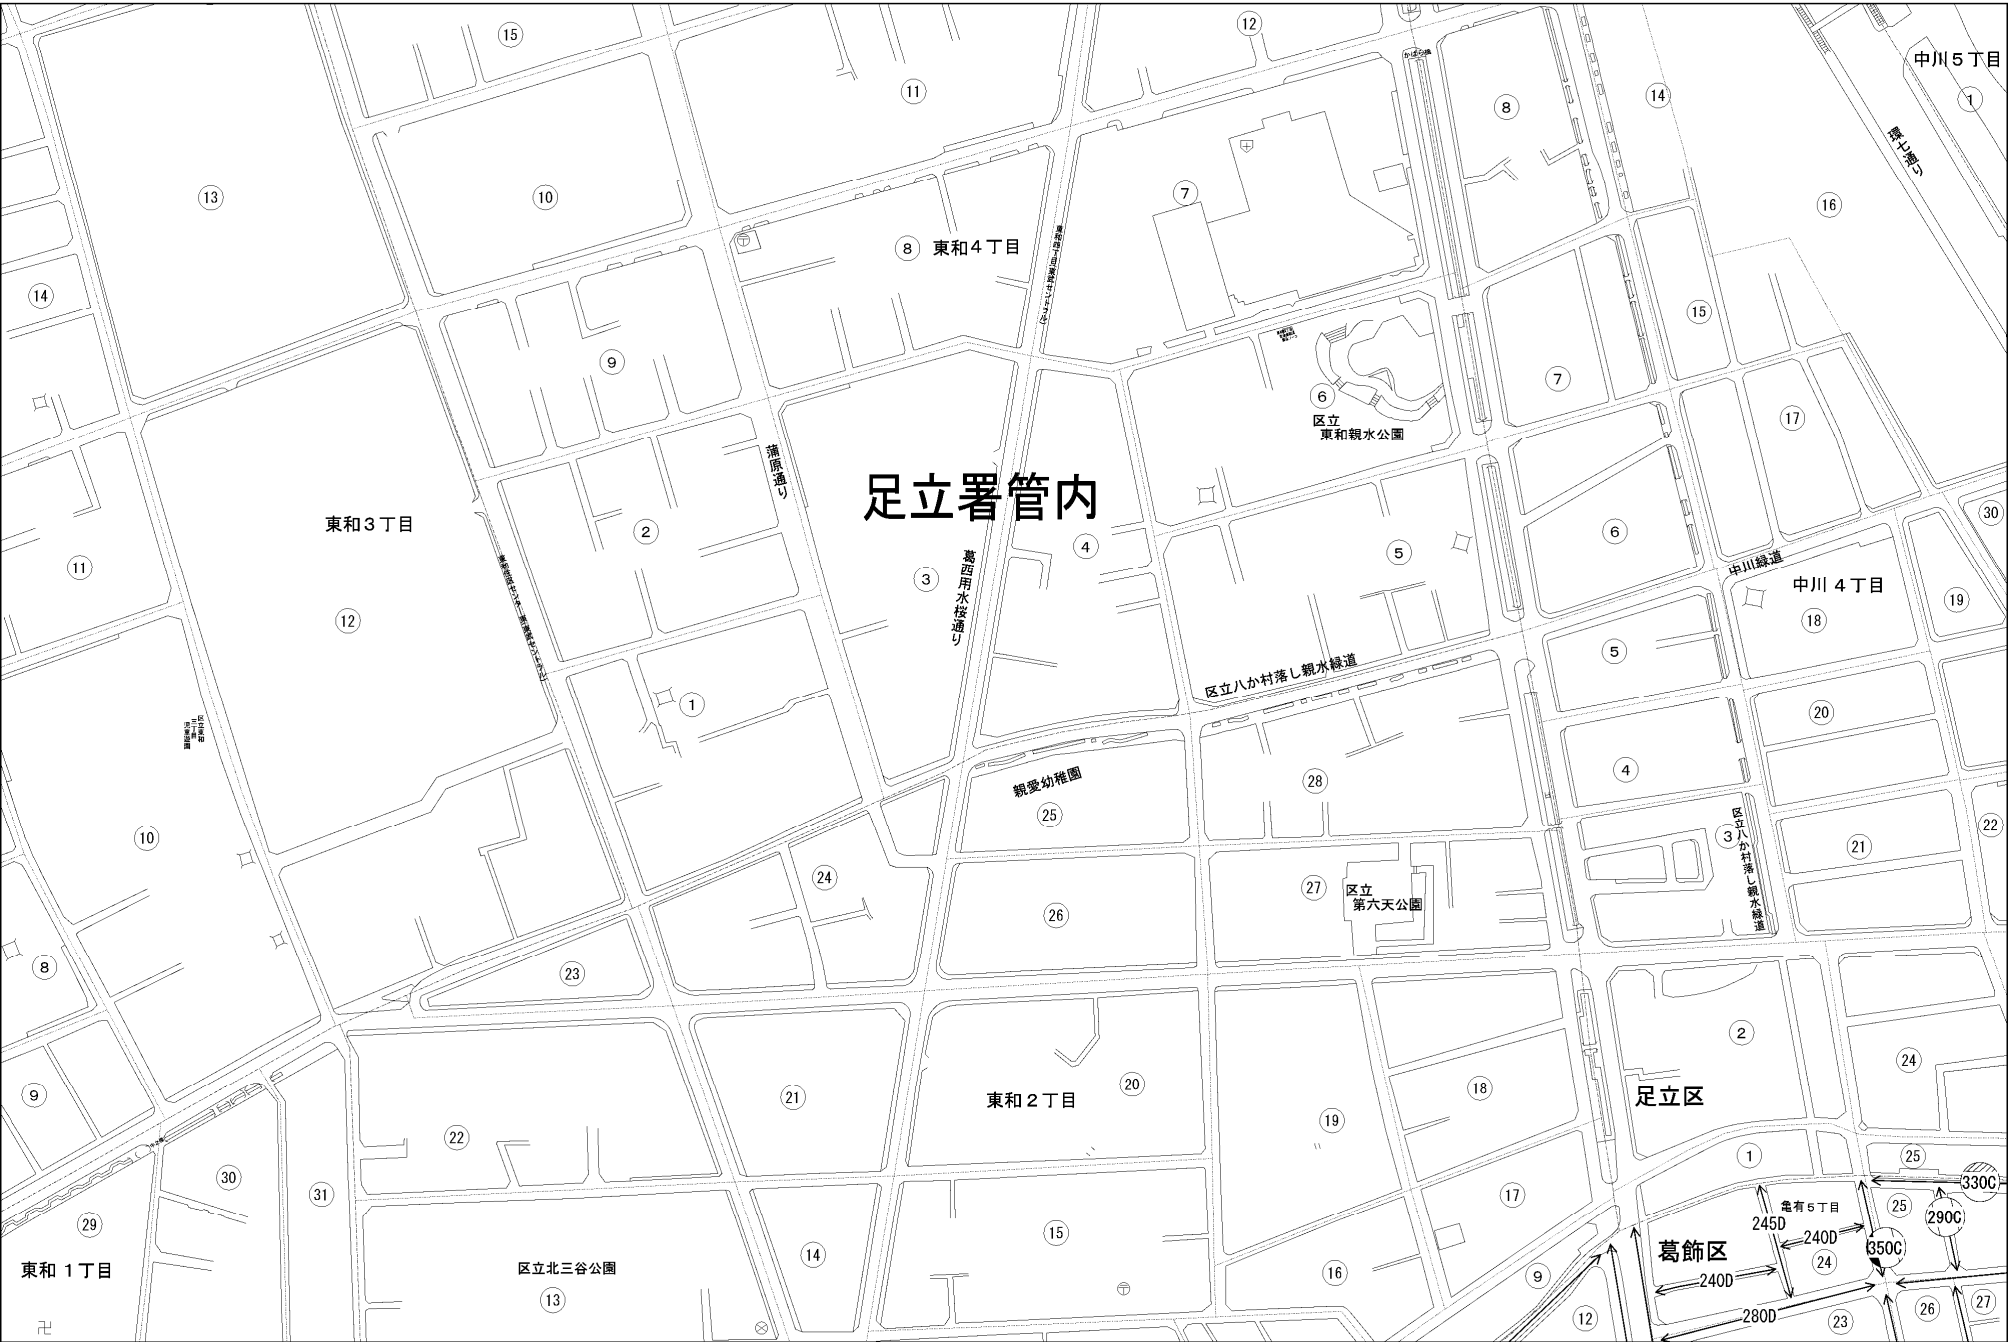 15
12
中川５丁目
11
14
1
8
環七通り
13
10
7
16
8
東和４丁目
14
15
9
7
6
区立
東和親水公園
17
蒲原通り
足立署管内
東和３丁目
2
30
4
5
6
11
3
葛西用水桜通り
中川緑道
中川 ４丁目
12
19
18
5
区立八か村落し親水緑道
1
20
4
親愛幼稚園
28
25
10
3
区立八か村落し親水緑道
22
21
24
27
区立
第六天公園
26
8
23
2
24
足立区
9
21
東和２丁目
20
18
19
22
1
25
30
31
17
330C
29
亀有５丁目
25
245D
290C
15
240D
葛飾区
350C
14
24
東和 １丁目
区立北三谷公園
16
9
240D
13
280D
12
23
26
27